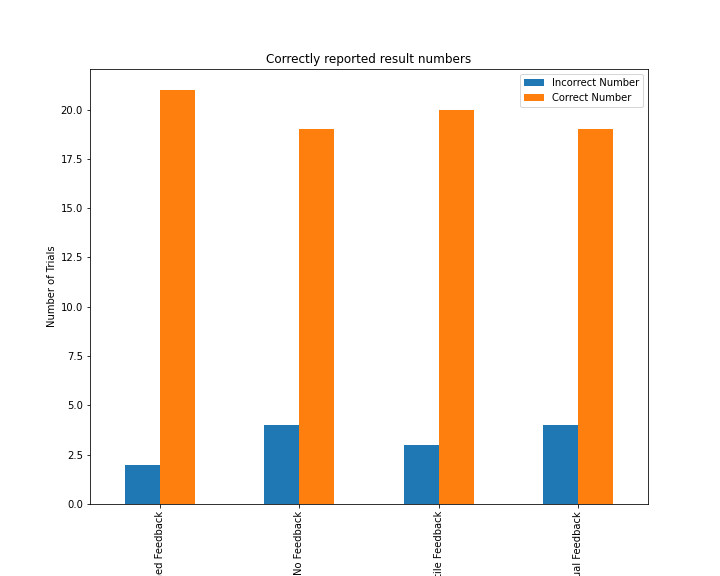 Correctly reported result numbers
Incorrect Number
Correct Number
Number of Trials
20.0
17.5
15.0
12.5
10.0
7.5
5.0
2.5
0.0
ed Feedback
No Feedback
tile Feedback
ual Feedback